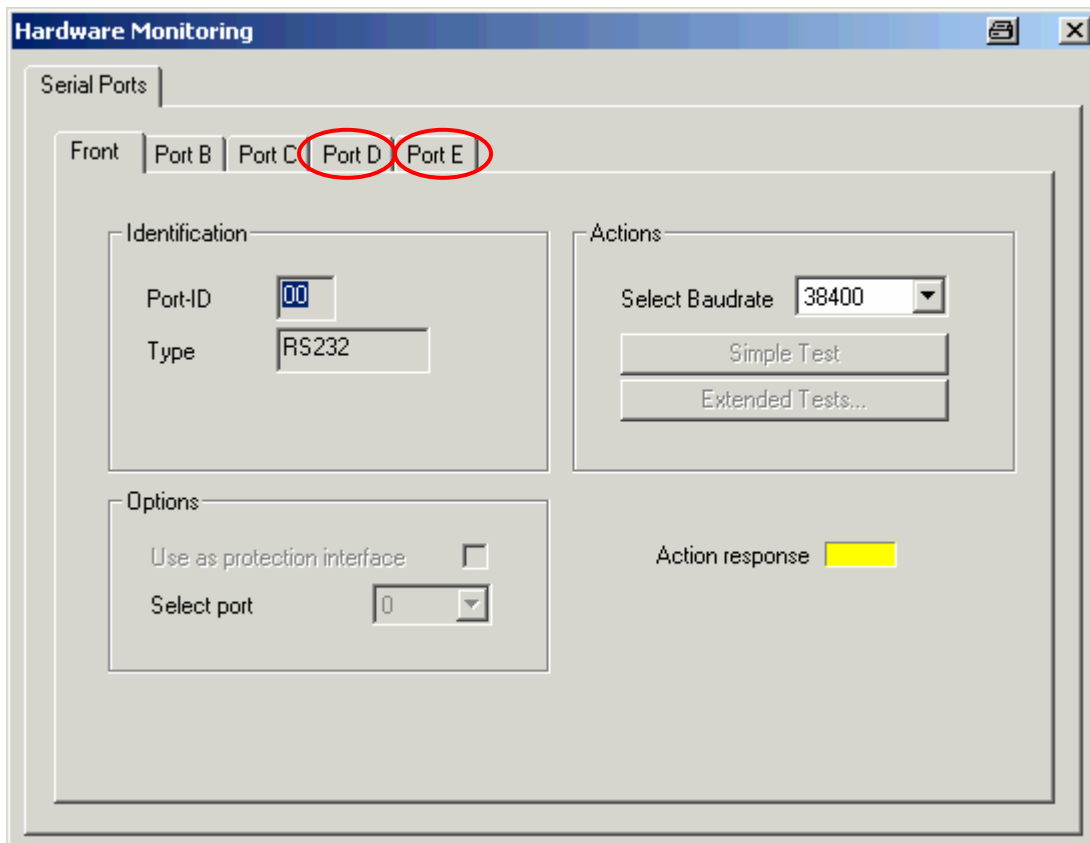 Hardware Monitoring
Serial Ports
Front Port B Port C Port D Port E
Identification
Port-ID 00
Type RS232
Actions
Select Baudrate 38400
Simple Test
Extended Tests...
Options
Use as protection interface
Select port 0
Action response